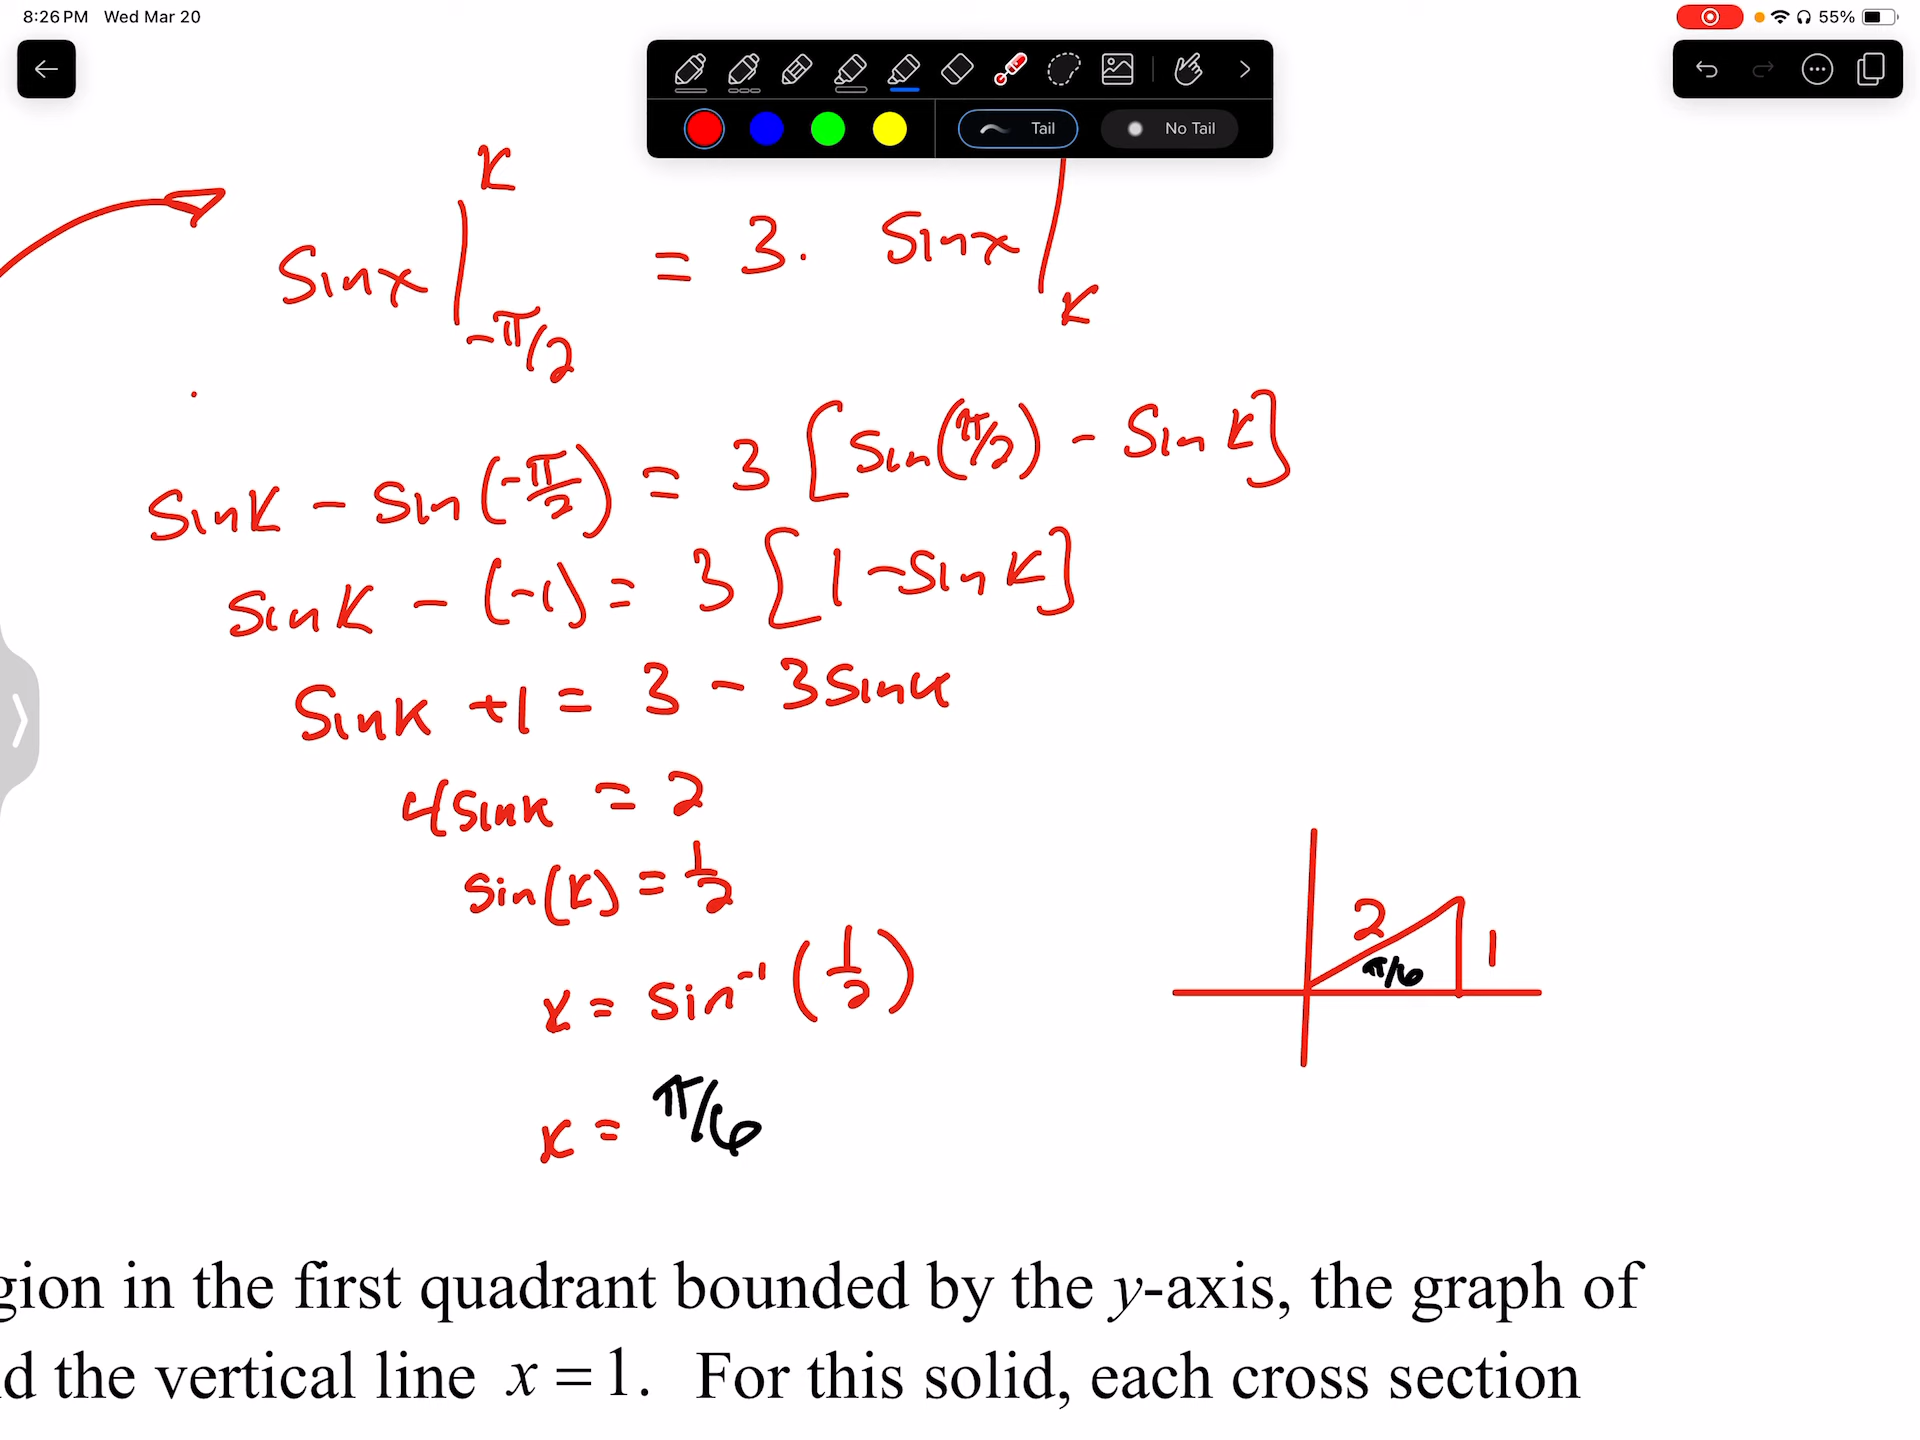 8:26 PM Wed Mar 20
55%
Tail No Tail
sinx |_{-π/2}^{K} = 3. sinx |_{K}
sinK - sin(-π/2) = 3 [sin(π/2) - sin K]
sinK - (-1) = 3 [1 - sin K]
sinK +1 = 3 - 3sinK
4sinK = 2
sin(K) = 1/2
K = sin⁻¹ (1/2)
K = π/6
2
1
π/6
gion in the first quadrant bounded by the y-axis, the graph of
d the vertical line x = 1. For this solid, each cross section